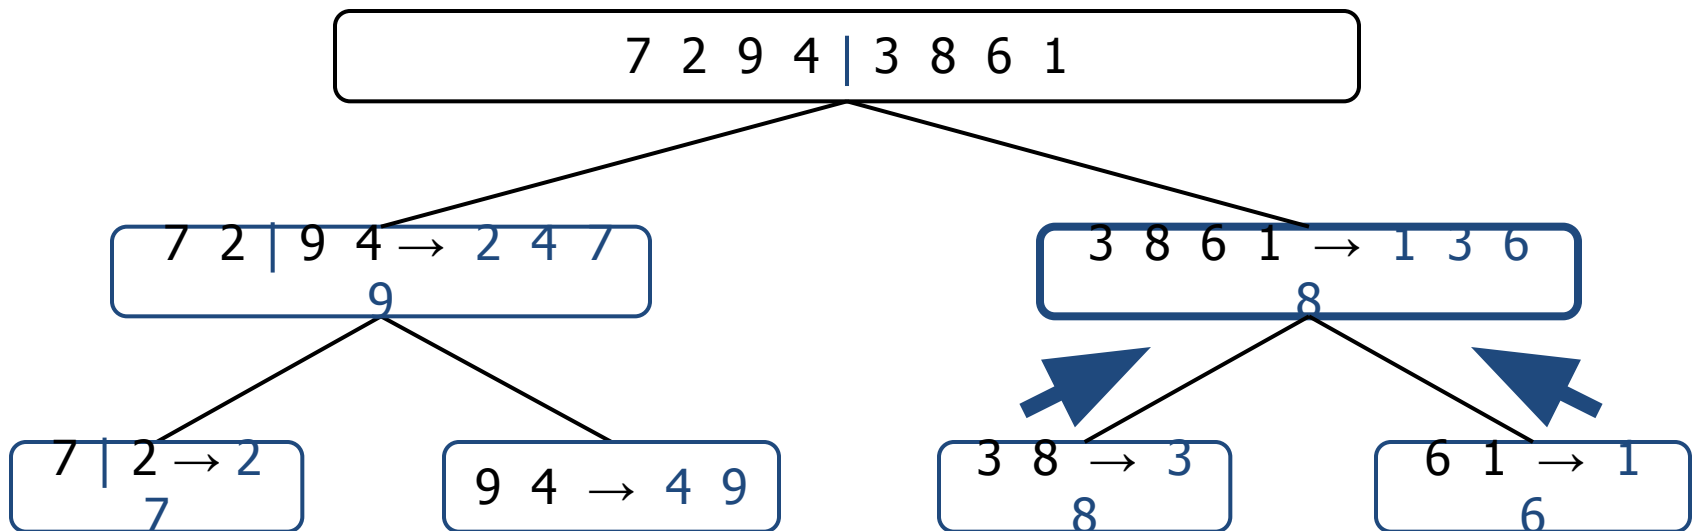 7 2 9 4 | 3 8 6 1
7 2 | 9 4 → 2 4 7
9
3 8 6 1 → 1 3 6
8
7 | 2 → 2
7
9 4 → 4 9
3 8 → 3
8
6 1 → 1
6